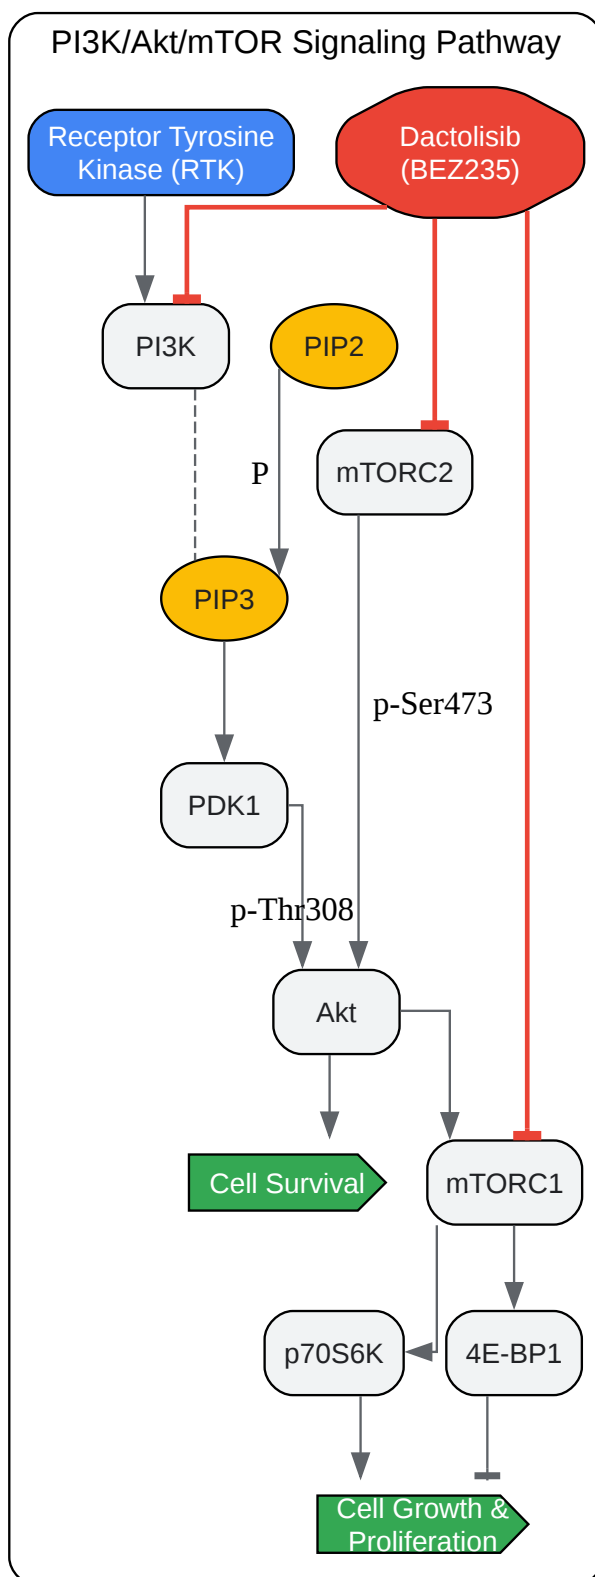 PI3K/Akt/mTOR Signaling Pathway
Receptor Tyrosine
Kinase (RTK)
Dactolisib
(BEZ235)
PI3K
PIP2
P
mTORC2
PIP3
p-Ser473
PDK1
p-Thr308
Akt
Cell Survival
mTORC1
p70S6K
4E-BP1
Cell Growth &
Proliferation